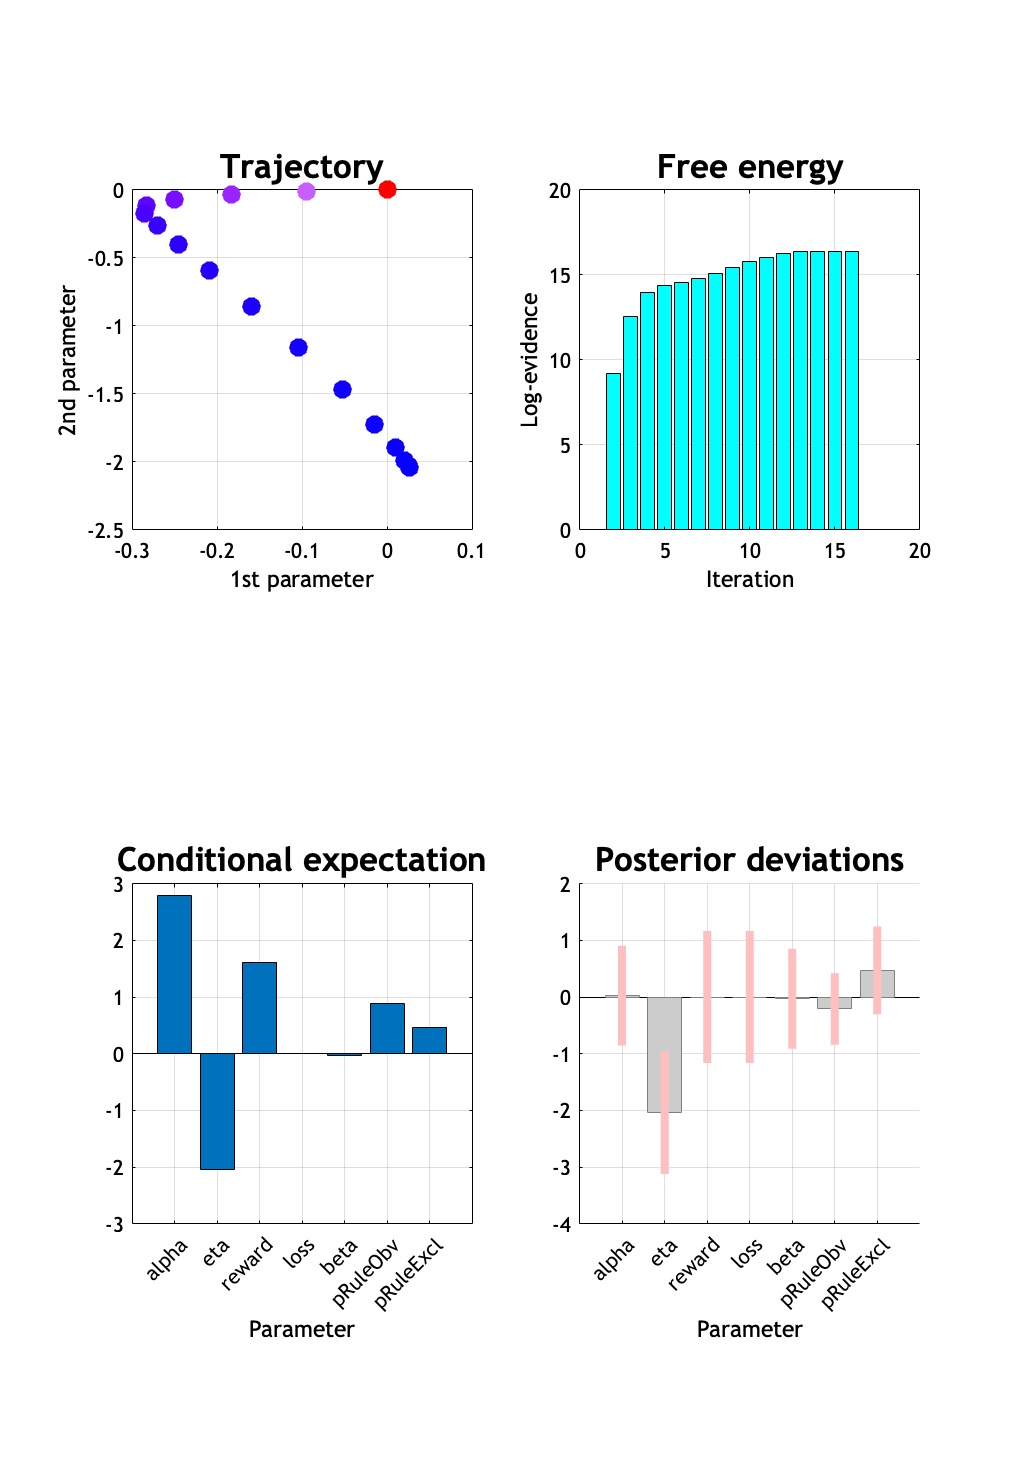 Trajectory
0
-0.5
-1
-1.5
-2
-2.5
2nd parameter
-0.3 -0.2 -0.1 0 0.1
1st parameter
Free energy
20
15
10
5
0
Log-evidence
0 5 10 15 20
Iteration
Conditional expectation
3
2
1
0
-1
-2
-3
alpha eta reward loss beta pRuleObv pRuleExcl
Parameter
Posterior deviations
2
1
0
-1
-2
-3
-4
alpha eta reward loss beta pRuleObv pRuleExcl
Parameter